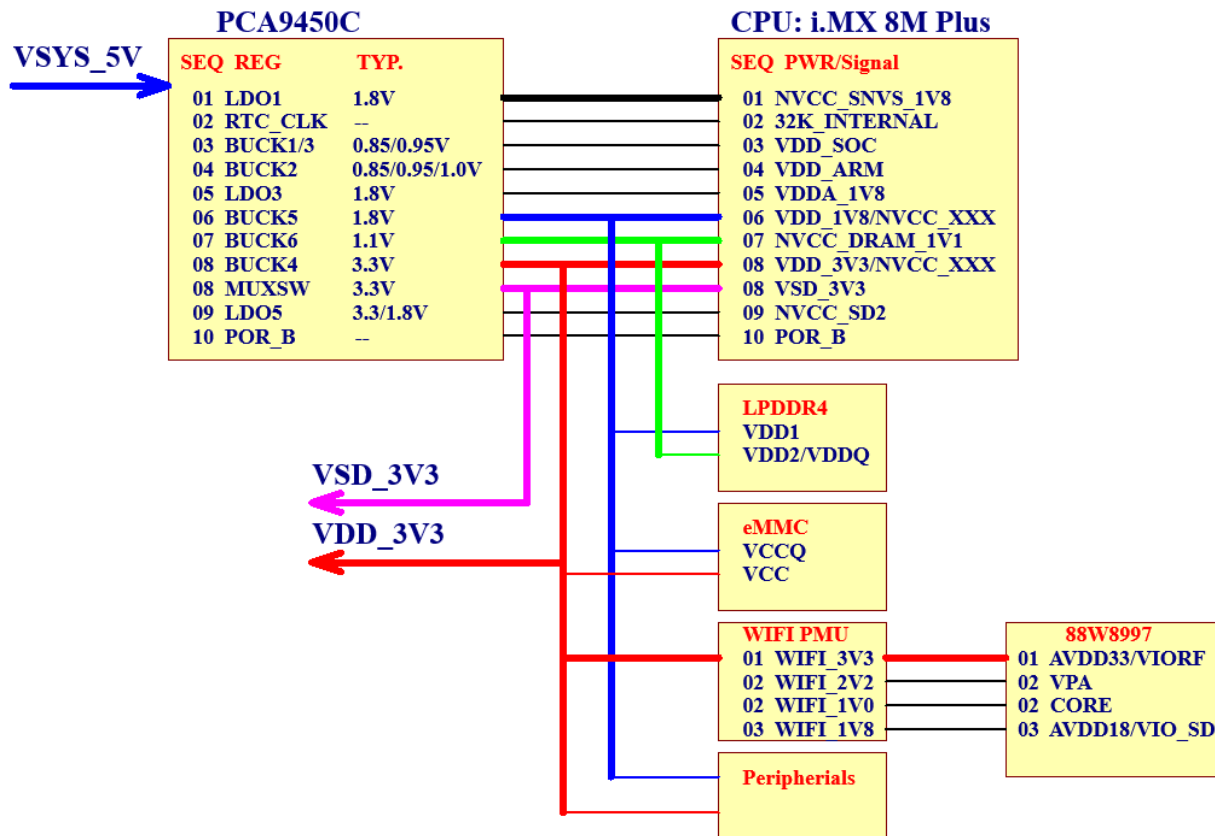 PCA9450C
CPU: i.MX 8M Plus
VSYS_5V
SEQ REG TYP.
01 LDO1 1.8V
02 RTC_CLK --
03 BUCK1/3 0.85/0.95V
04 BUCK2 0.85/0.95/1.0V
05 LDO3 1.8V
06 BUCK5 1.8V
07 BUCK6 1.1V
08 BUCK4 3.3V
08 MUXSW 3.3V
09 LDO5 3.3/1.8V
10 POR_B --
SEQ PWR/Signal
01 NVCC_SNVS_1V8
02 32K_INTERNAL
03 VDD_SOC
04 VDD_ARM
05 VDDA_1V8
06 VDD_1V8/NVCC_XXX
07 NVCC_DRAM_1V1
08 VDD_3V3/NVCC_XXX
08 VSD_3V3
09 NVCC_SD2
10 POR_B
LPDDR4
VDD1
VDD2/VDDQ
VSD_3V3
VDD_3V3
eMMC
VCCQ
VCC
WIFI PMU
01 WIFI_3V3
02 WIFI_2V2
02 WIFI_1V0
03 WIFI_1V8
88W8997
01 AVDD33/VIORF
02 VPA
02 CORE
03 AVDD18/VIO_SD
Peripherials